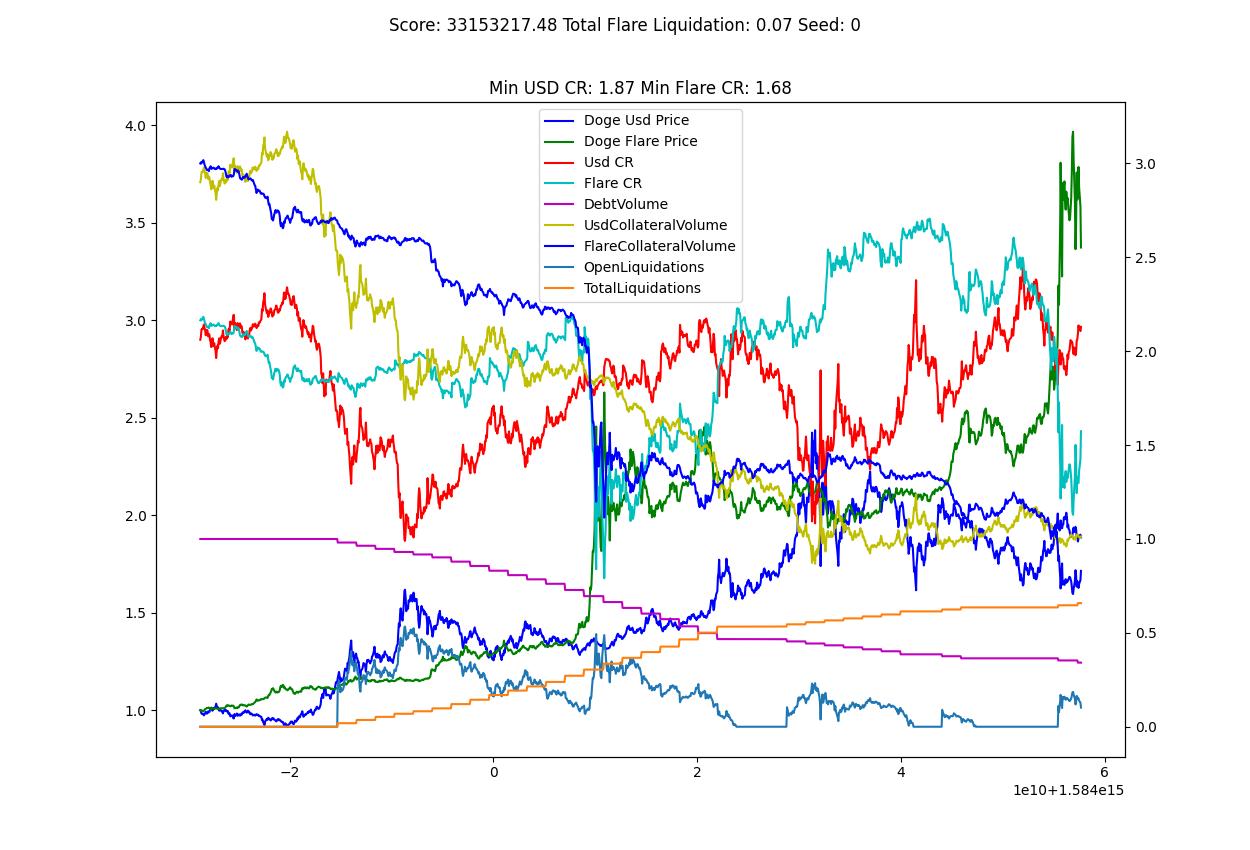 Score: 33153217.48 Total Flare Liquidation: 0.07 Seed: 0
Min USD CR: 1.87 Min Flare CR: 1.68
Doge Usd Price
Doge Flare Price
Usd CR
Flare CR
DebtVolume
UsdCollateralVolume
FlareCollateralVolume
OpenLiquidations
TotalLiquidations
4.0
3.5
3.0
2.5
2.0
1.5
1.0
3.0
2.5
2.0
1.5
1.0
0.5
0.0
−2 0 2 4 6
1e10+1.584e15